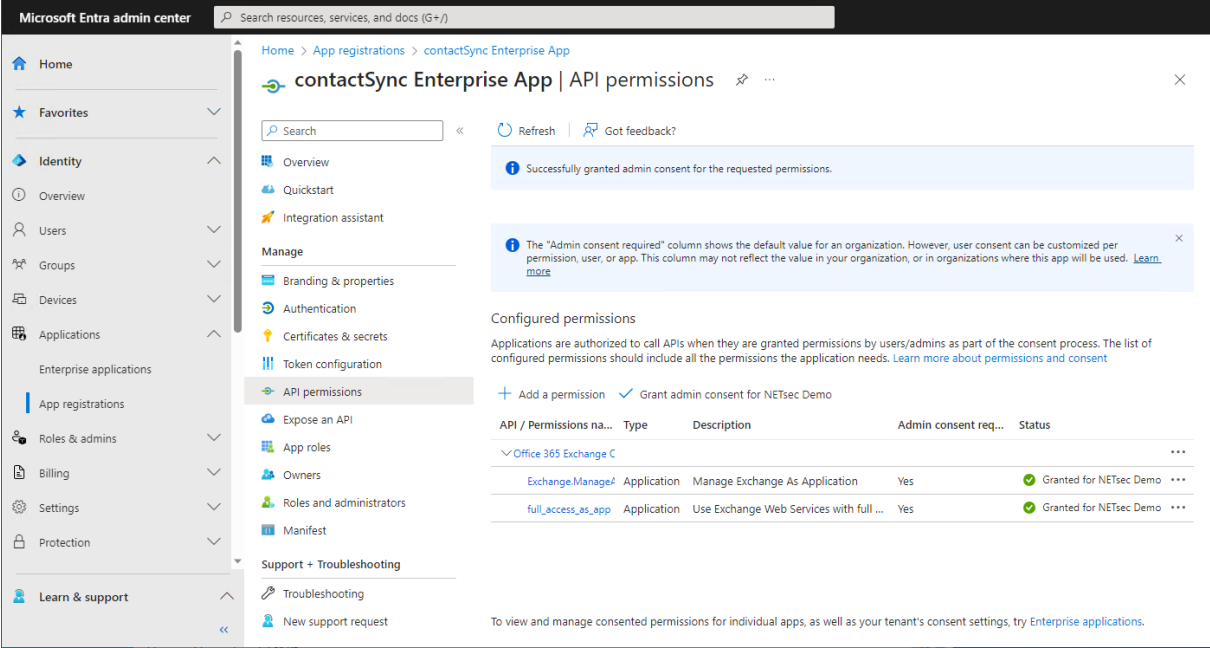 Microsoft Entra admin center
Search resources, services, and docs (G+/)
Home
Favorites
Identity
Overview
Users
Groups
Devices
Applications
Enterprise applications
App registrations
Roles & admins
Billing
Settings
Protection
Learn & support
Home > App registrations > contactSync Enterprise App
contactSync Enterprise App | API permissions
Search
Overview
Quickstart
Integration assistant
Manage
Branding & properties
Authentication
Certificates & secrets
Token configuration
API permissions
Expose an API
App roles
Owners
Roles and administrators
Manifest
Support + Troubleshooting
Troubleshooting
New support request
Refresh
Got feedback?
Successfully granted admin consent for the requested permissions.
The "Admin consent required" column shows the default value for an organization. However, user consent can be customized per
permission, user, or app. This column may not reflect the value in your organization, or in organizations where this app will be used. Learn
more
Configured permissions
Applications are authorized to call APIs when they are granted permissions by users/admins as part of the consent process. The list of
configured permissions should include all the permissions the application needs. Learn more about permissions and consent
Add a permission
Grant admin consent for NETsec Demo
API / Permissions na... Type Description Admin consent req... Status
Office 365 Exchange C
Exchange.ManageA Application Manage Exchange As Application Yes Granted for NETsec Demo
full_access_as_app Application Use Exchange Web Services with full ... Yes Granted for NETsec Demo
To view and manage consented permissions for individual apps, as well as your tenant's consent settings, try Enterprise applications.